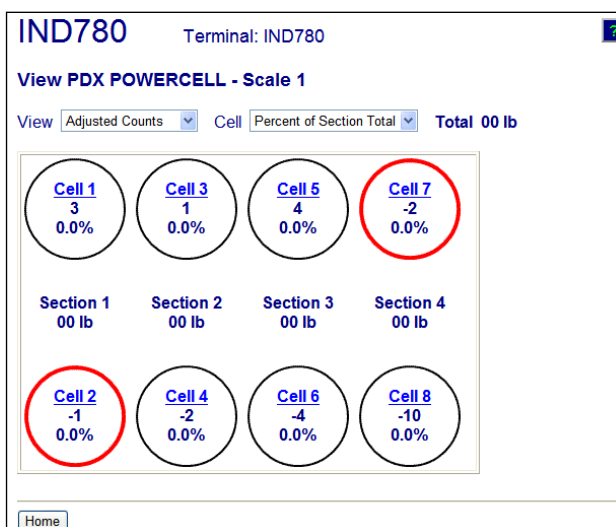 IND780 Terminal: IND780 ?
View PDX POWERCELL - Scale 1
View Adjusted Counts Cell Percent of Section Total Total 00 lb
Cell 1 Cell 3 Cell 5 Cell 7
3 1 4 -2
0.0% 0.0% 0.0% 0.0%
Section 1 Section 2 Section 3 Section 4
00 lb 00 lb 00 lb 00 lb
Cell 2 Cell 4 Cell 6 Cell 8
-1 -2 -4 -10
0.0% 0.0% 0.0% 0.0%
Home